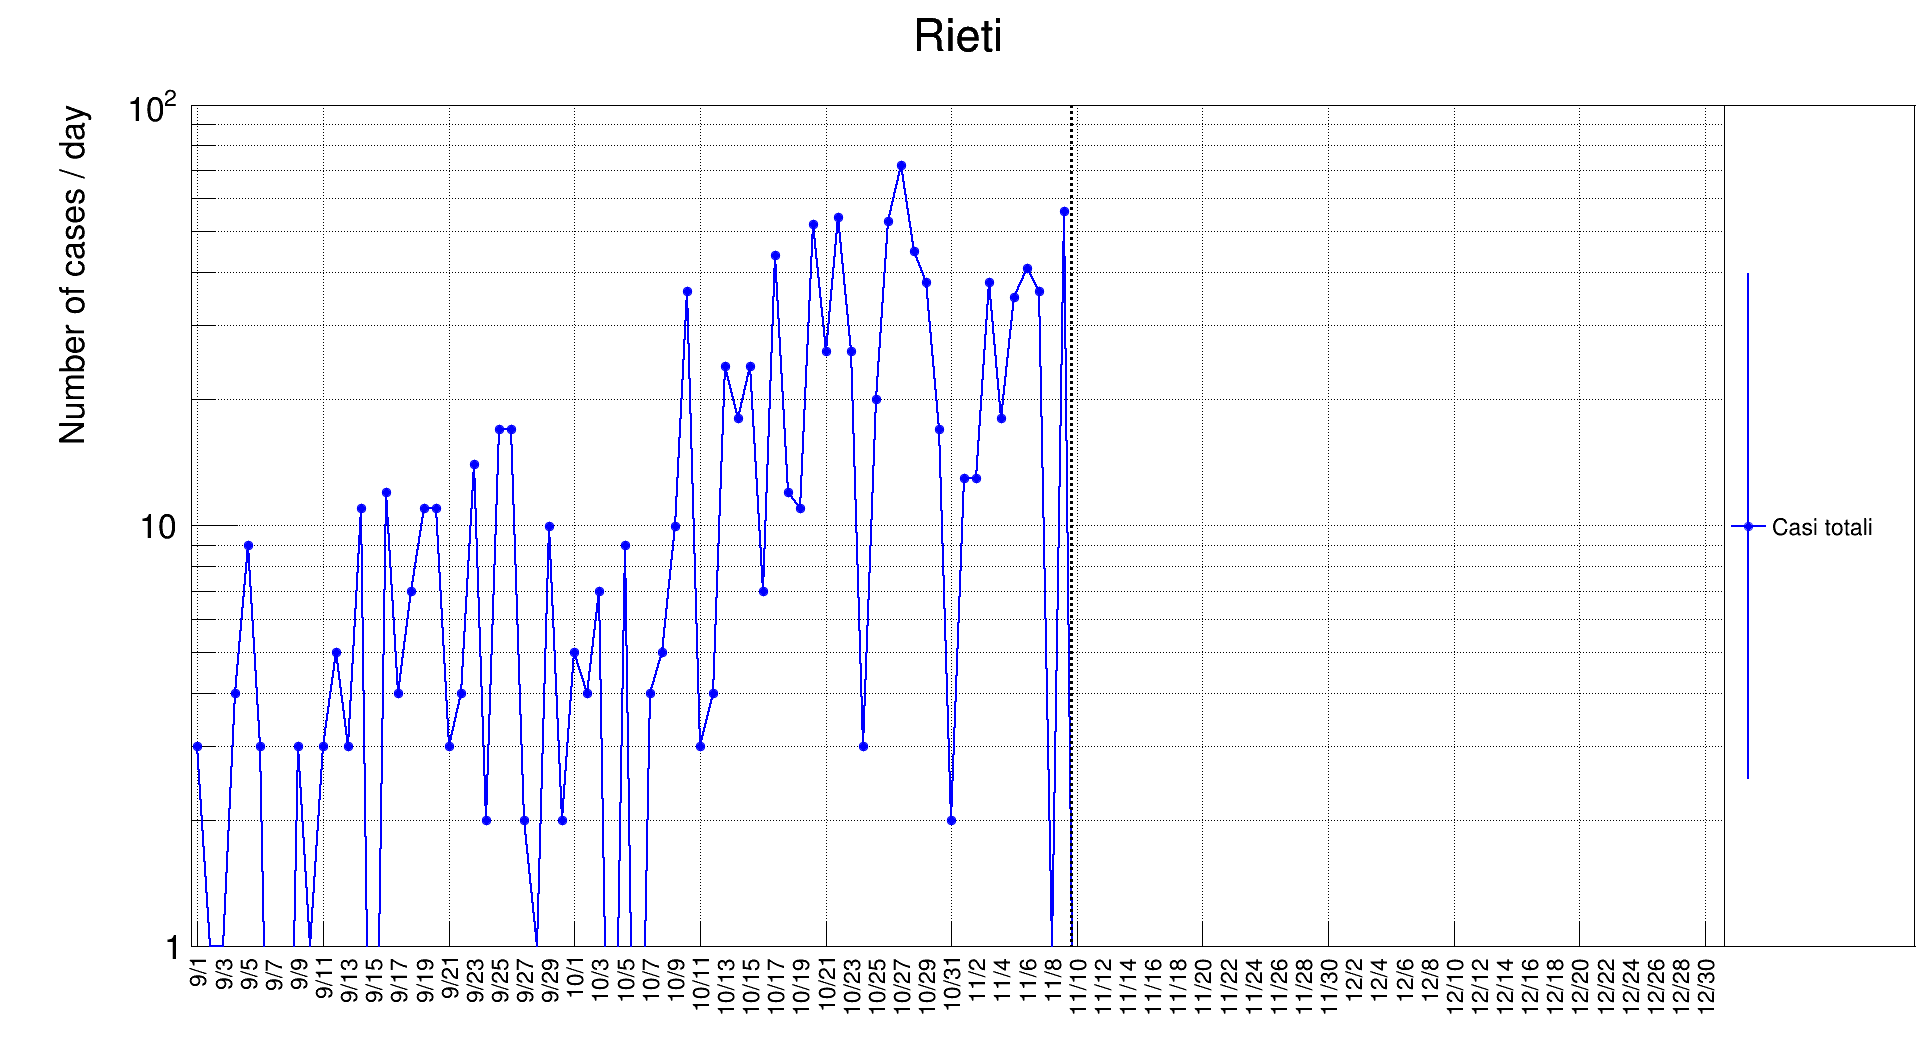 Rieti
Number of cases / day
10²
10
1
9/1 9/3 9/5 9/7 9/9 9/11 9/13 9/15 9/17 9/19 9/21 9/23 9/25 9/27 9/29 10/1 10/3 10/5 10/7 10/9 10/11 10/13 10/15 10/17 10/19 10/21 10/23 10/25 10/27 10/29 10/31 11/2 11/4 11/6 11/8 11/10 11/12 11/14 11/16 11/18 11/20 11/22 11/24 11/26 11/28 11/30 12/2 12/4 12/6 12/8 12/10 12/12 12/14 12/16 12/18 12/20 12/22 12/24 12/26 12/28 12/30
Casi totali